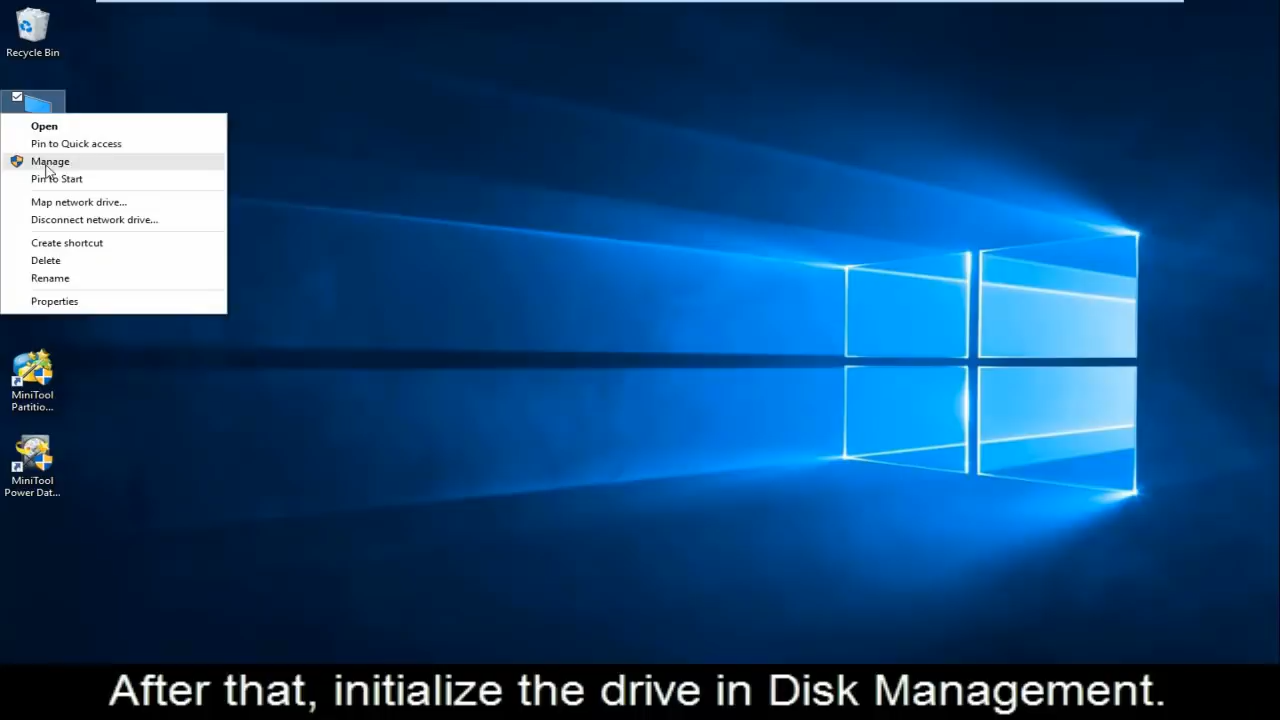 Recycle Bin
Open
Pin to Quick access
Manage
Pin to Start
Map network drive...
Disconnect network drive...
Create shortcut
Delete
Rename
Properties
MiniTool
Partitio...
MiniTool
Power Dat...
After that, initialize the drive in Disk Management.